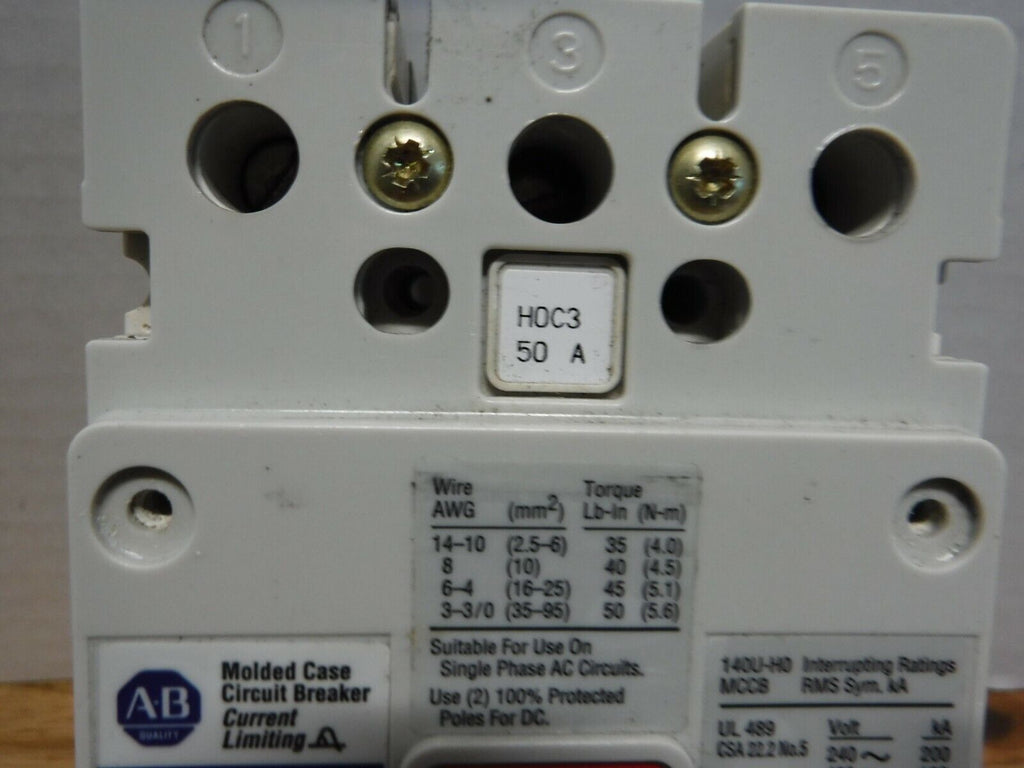 1 3 5
H0C3
50 A
Wire Torque
AWG (mm2) Lb-in (N-m)
14-10 (2.5-6) 35 (4.0)
8 (10) 40 (4.5)
6-4 (16-25) 45 (5.1)
3-3/0 (35-95) 50 (5.6)
Suitable For Use On
Single Phase AC Circuits.
Use (2) 100% Protected
Poles For DC.
A·B
QUALITY
Molded Case
Circuit Breaker
Current
Limiting
140U-H0 Interrupting Ratings
MCCB RMS Sym. kA
UL 489 Volt kA
CSA 22.2 No.5 240 ~ 200